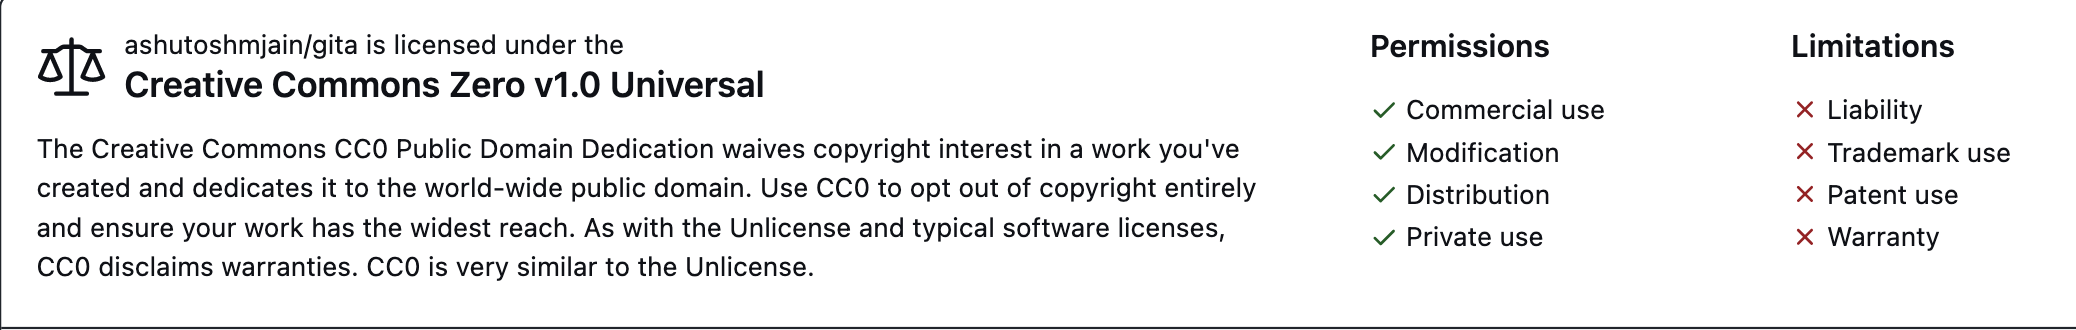 ashutoshmjain/gita is licensed under the
Creative Commons Zero v1.0 Universal
The Creative Commons CC0 Public Domain Dedication waives copyright interest in a work you've
created and dedicates it to the world-wide public domain. Use CC0 to opt out of copyright entirely
and ensure your work has the widest reach. As with the Unlicense and typical software licenses,
CC0 disclaims warranties. CC0 is very similar to the Unlicense.
Permissions
Commercial use
Modification
Distribution
Private use
Limitations
Liability
Trademark use
Patent use
Warranty